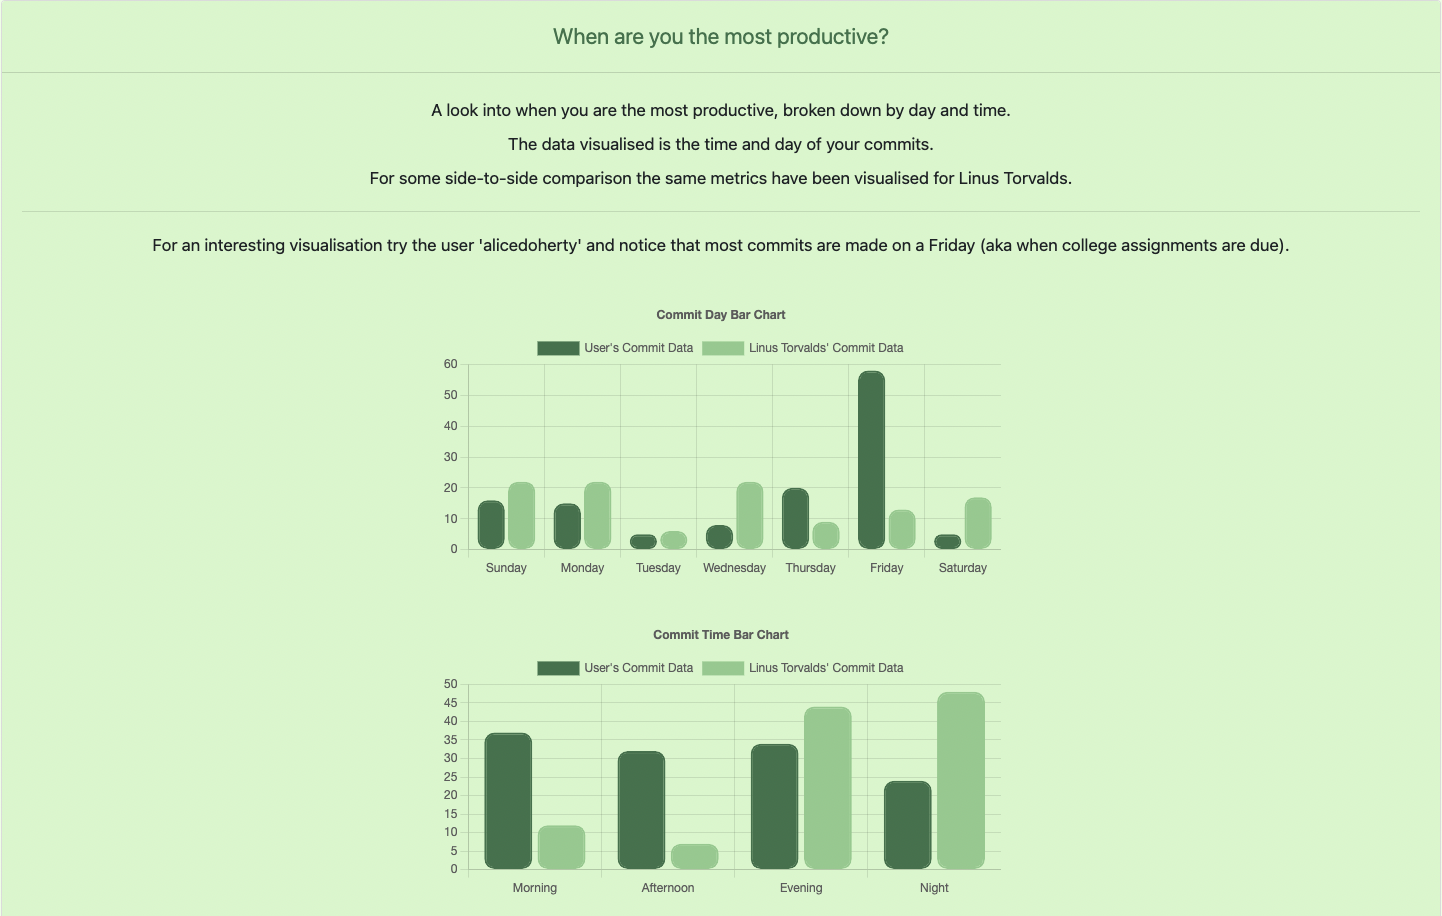 When are you the most productive?
A look into when you are the most productive, broken down by day and time.
The data visualised is the time and day of your commits.
For some side-to-side comparison the same metrics have been visualised for Linus Torvalds.
For an interesting visualisation try the user 'alicedoherty' and notice that most commits are made on a Friday (aka when college assignments are due).
Commit Day Bar Chart
User's Commit Data Linus Torvalds' Commit Data
60
50
40
30
20
10
0
Sunday Monday Tuesday Wednesday Thursday Friday Saturday
Commit Time Bar Chart
User's Commit Data Linus Torvalds' Commit Data
50
45
40
35
30
25
20
15
10
5
0
Morning Afternoon Evening Night